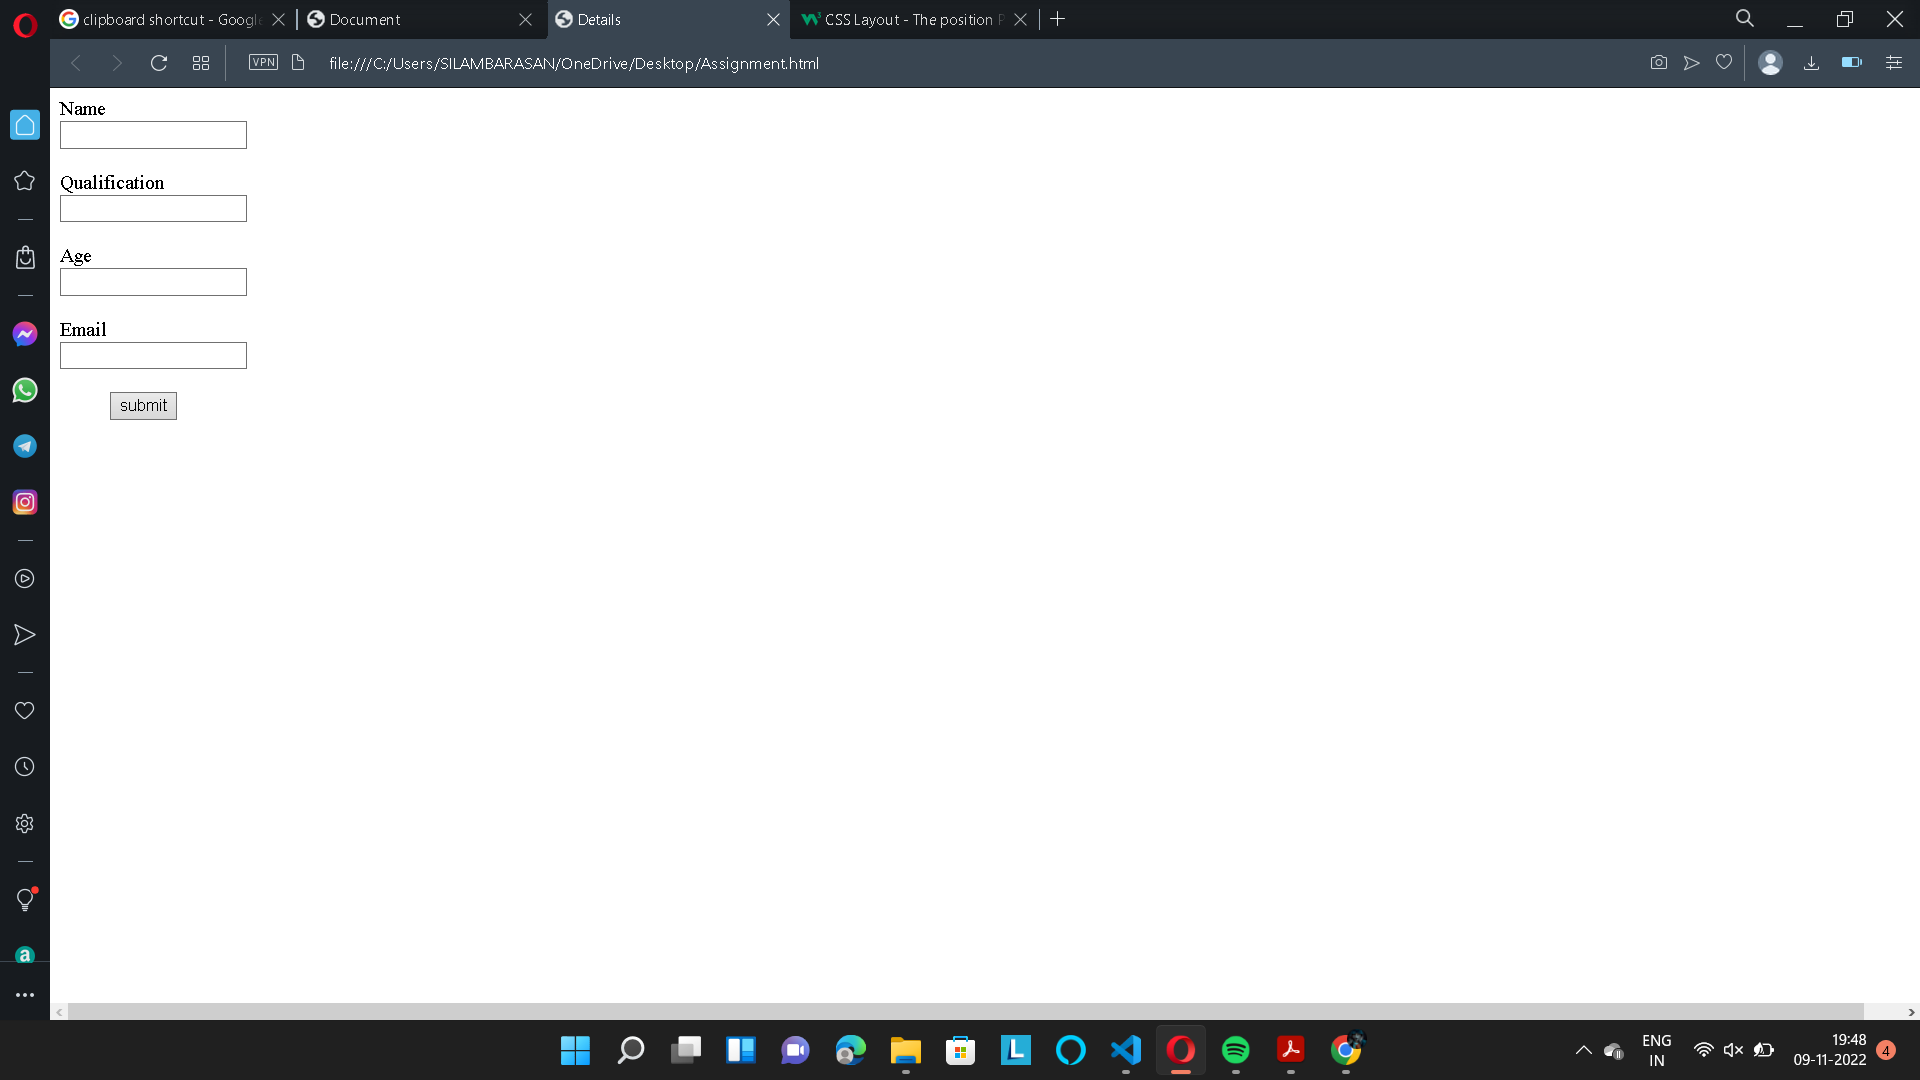 clipboard shortcut - Google
Document
Details
CSS Layout - The position P
VPN
file:///C:/Users/SILAMBARASAN/OneDrive/Desktop/Assignment.html
Name
Qualification
Age
Email
submit
a
L
ENG
IN
19:48
09-11-2022
4